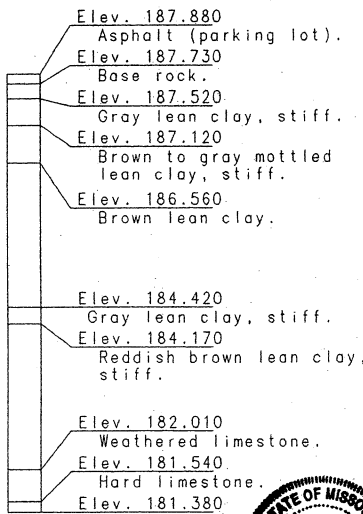 Elev. 187.880
Asphalt (parking lot).
Elev. 187.730
Base rock.
Elev. 187.520
Gray lean clay, stiff.
Elev. 187.120
Brown to gray mottled
lean clay, stiff.
Elev. 186.560
Brown lean clay.
Elev. 184.420
Gray lean clay, stiff.
Elev. 184.170
Reddish brown lean clay,
stiff.
Elev. 182.010
Weathered limestone.
Elev. 181.540
Hard limestone.
Elev. 181.380
ATE OF MISSO